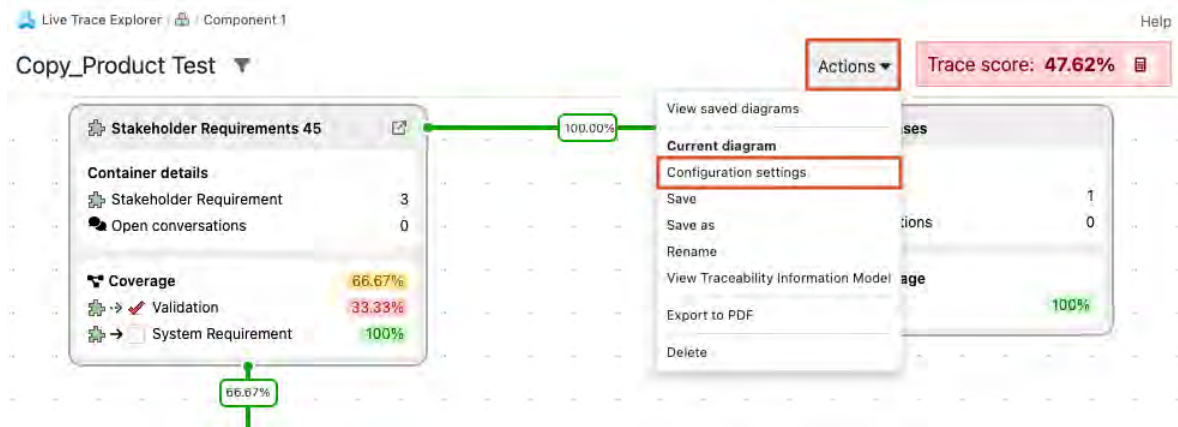 Live Trace Explorer / / Component 1
Help
Copy_Product Test
Actions
Trace score: 47.62%
Stakeholder Requirements 45
100.00%
Container details
Stakeholder Requirement 3
Open conversations 0
Coverage 66.67%
Validation 33.33%
System Requirement 100%
66.67%
View saved diagrams
Current diagram
Configuration settings
Save
Save as
Rename
View Traceability Information Model
Export to PDF
Delete
ses
1
tions 0
age
100%